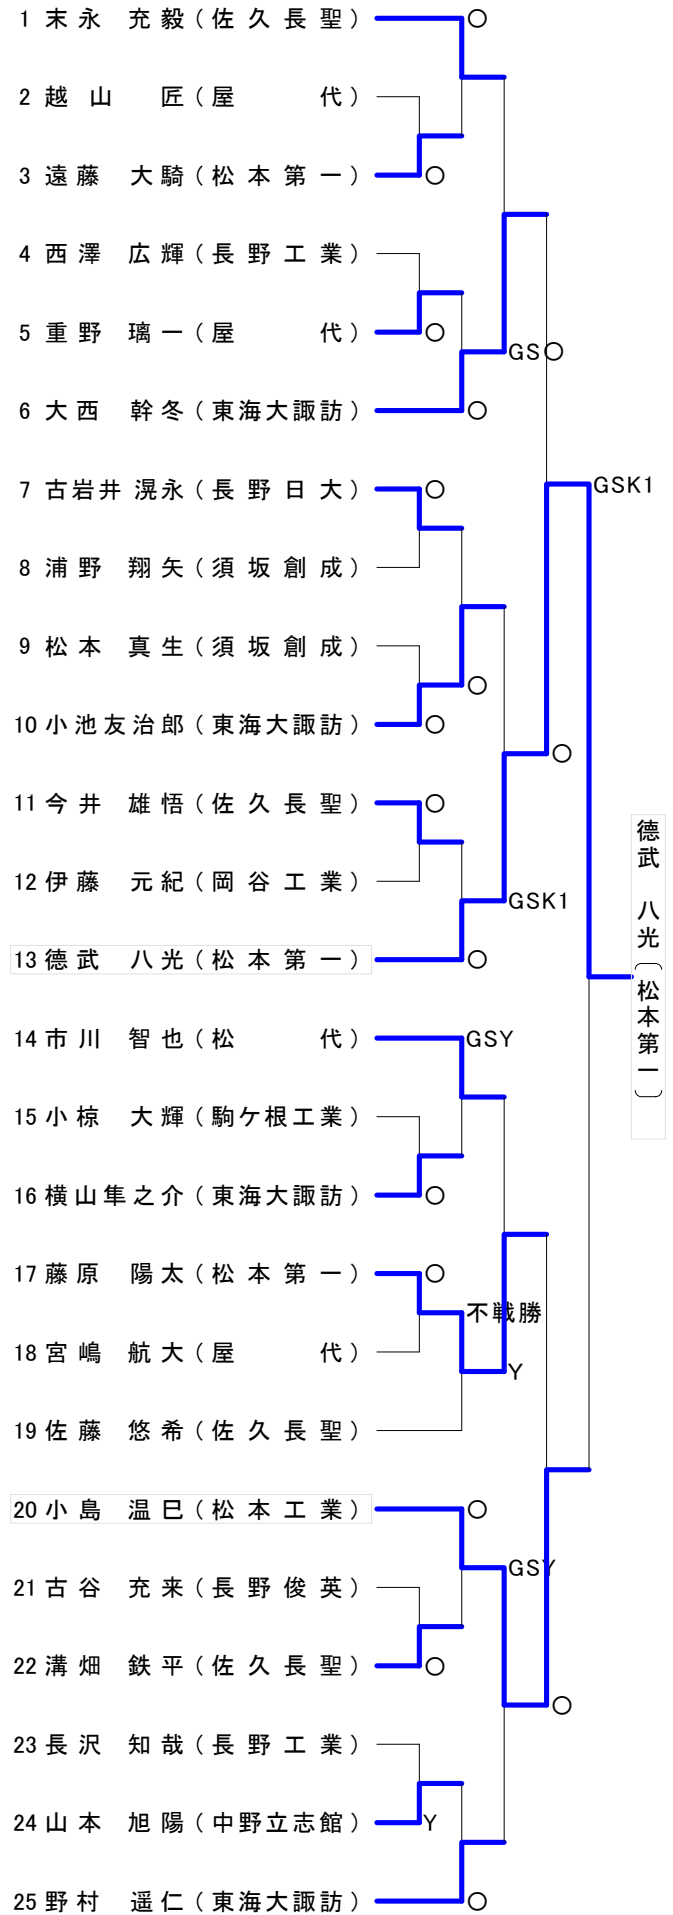 1 末永 充毅（佐久長聖） ○
2 越山 匠（屋 代）
3 遠藤 大騎（松本第一） ○
4 西澤 広輝（長野工業）
5 重野 璃一（屋 代） ○
GS○
6 大西 幹冬（東海大諏訪） ○
7 古岩井 滉永（長野日大） ○
GSK1
8 浦野 翔矢（須坂創成）
9 松本 真生（須坂創成）
○
10 小池友治郎（東海大諏訪） ○
○
11 今井 雄悟（佐久長聖） ○
12 伊藤 元紀（岡谷工業）
GSK1
13 德武 八光（松本第一） ○
德武 八光（松本第一）
14 市川 智也（松 代） GSY
15 小椋 大輝（駒ケ根工業）
16 横山隼之介（東海大諏訪） ○
17 藤原 陽太（松本第一） ○
不戦勝
18 宮嶋 航大（屋 代）
Y
19 佐藤 悠希（佐久長聖）
20 小島 温巳（松本工業） ○
GSY
21 古谷 充来（長野俊英）
22 溝畑 鉄平（佐久長聖） ○
○
23 長沢 知哉（長野工業）
24 山本 旭陽（中野立志館） Y
25 野村 遥仁（東海大諏訪） ○